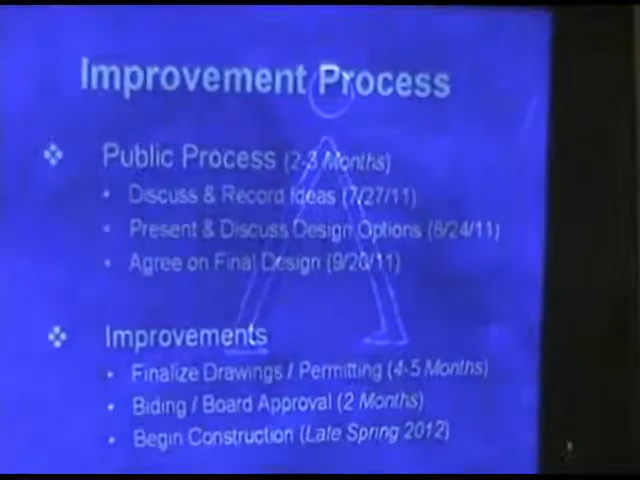 Improvement Process
Public Process (2-3 Months)
Discuss & Record Ideas (7/27/11)
Present & Discuss Design Options (8/24/11)
Agree on Final Design (9/20/11)
Improvements
Finalize Drawings / Permitting (4-5 Months)
Biding / Board Approval (2 Months)
Begin Construction (Late Spring 2012)